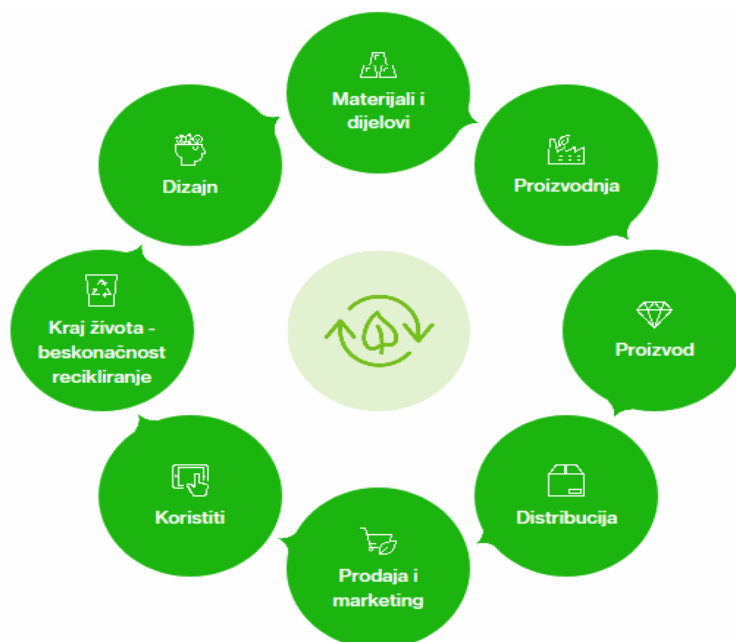 Materijali i
dijelovi
Proizvodnja
Proizvod
Distribucija
Prodaja i
marketing
Koristiti
Kraj života -
beskonačnost
recikliranje
Dizajn